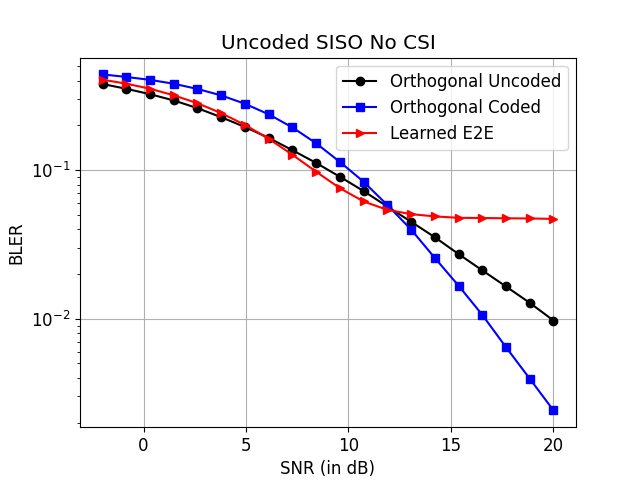 Uncoded SISO No CSI
Orthogonal Uncoded
Orthogonal Coded
Learned E2E
BLER
10⁻¹
10⁻²
0 5 10 15 20
SNR (in dB)